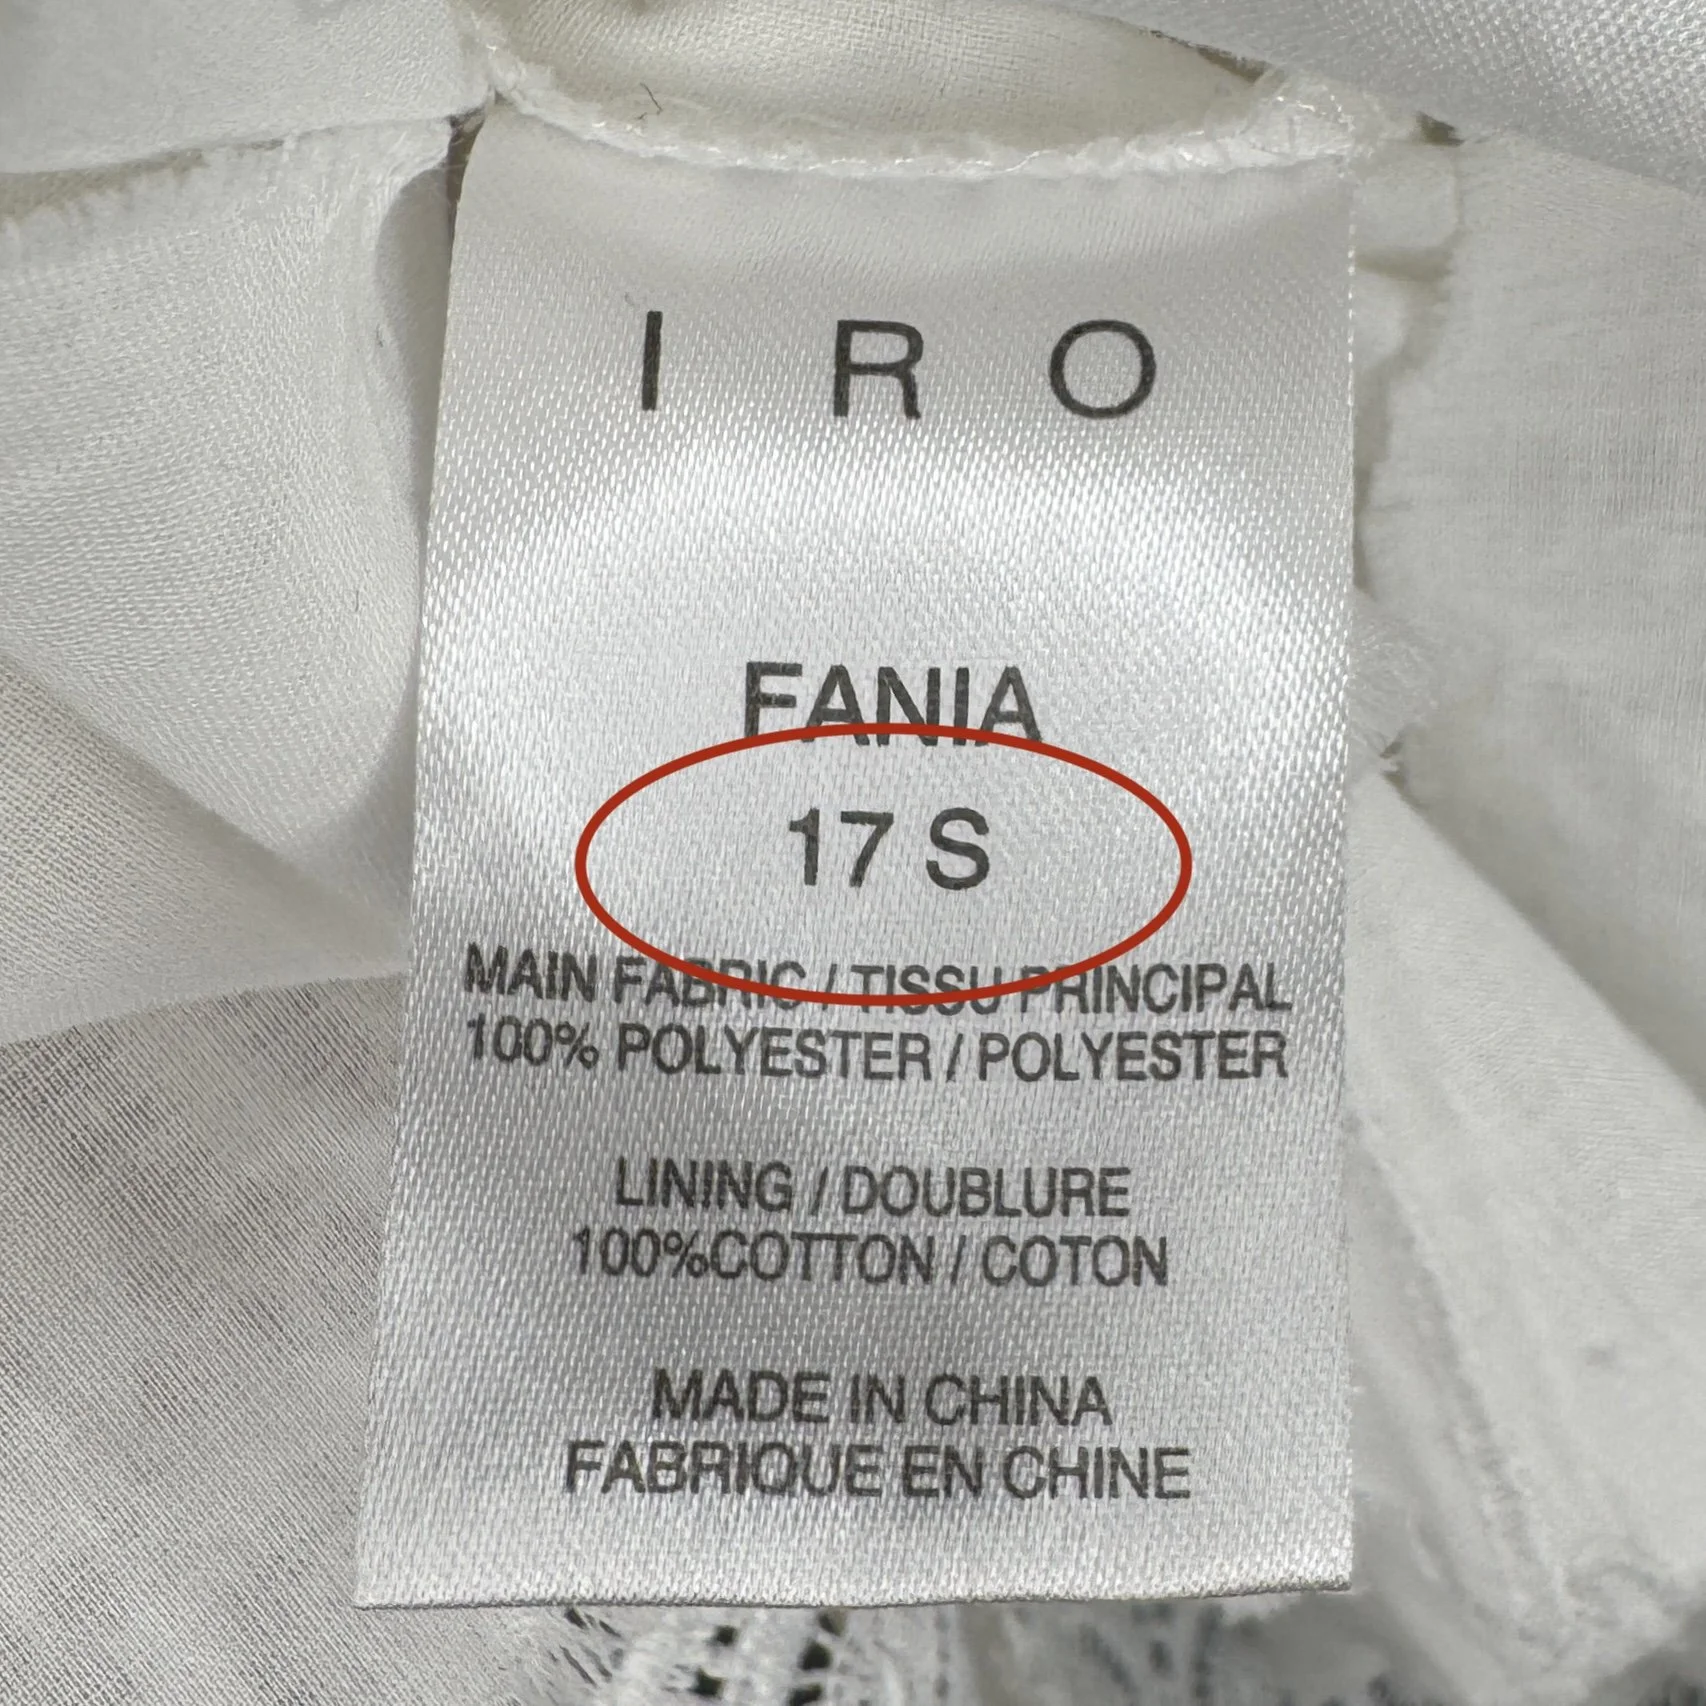 I R O
FANIA
17 S
MAIN FABRIC / TISSU PRINCIPAL
100% POLYESTER / POLYESTER
LINING / DOUBLURE
100%COTTON / COTON
MADE IN CHINA
FABRIQUE EN CHINE